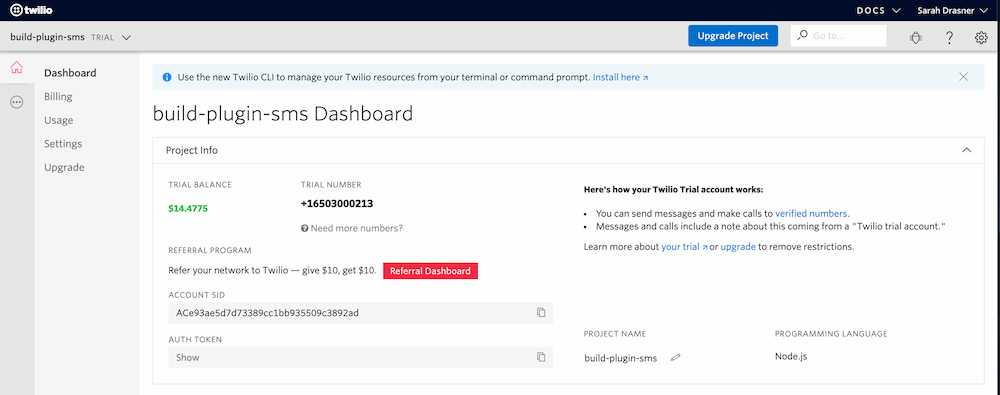 twilio
DOCS
Sarah Drasner
build-plugin-sms TRIAL
Upgrade Project
Go to...
?
Dashboard
Billing
Usage
Settings
Upgrade
Use the new Twilio CLI to manage your Twilio resources from your terminal or command prompt. Install here ↗
build-plugin-sms Dashboard
Project Info
TRIAL BALANCE
$14.4775
TRIAL NUMBER
+16503000213
Need more numbers?
REFERRAL PROGRAM
Refer your network to Twilio — give $10, get $10. Referral Dashboard
ACCOUNT SID
ACe93ae5d7d73389cc1bb935509c3892ad
AUTH TOKEN
Show
Here's how your Twilio Trial account works:
• You can send messages and make calls to verified numbers.
• Messages and calls include a note about this coming from a "Twilio trial account."
Learn more about your trial ↗ or upgrade to remove restrictions.
PROJECT NAME
build-plugin-sms
PROGRAMMING LANGUAGE
Node.js